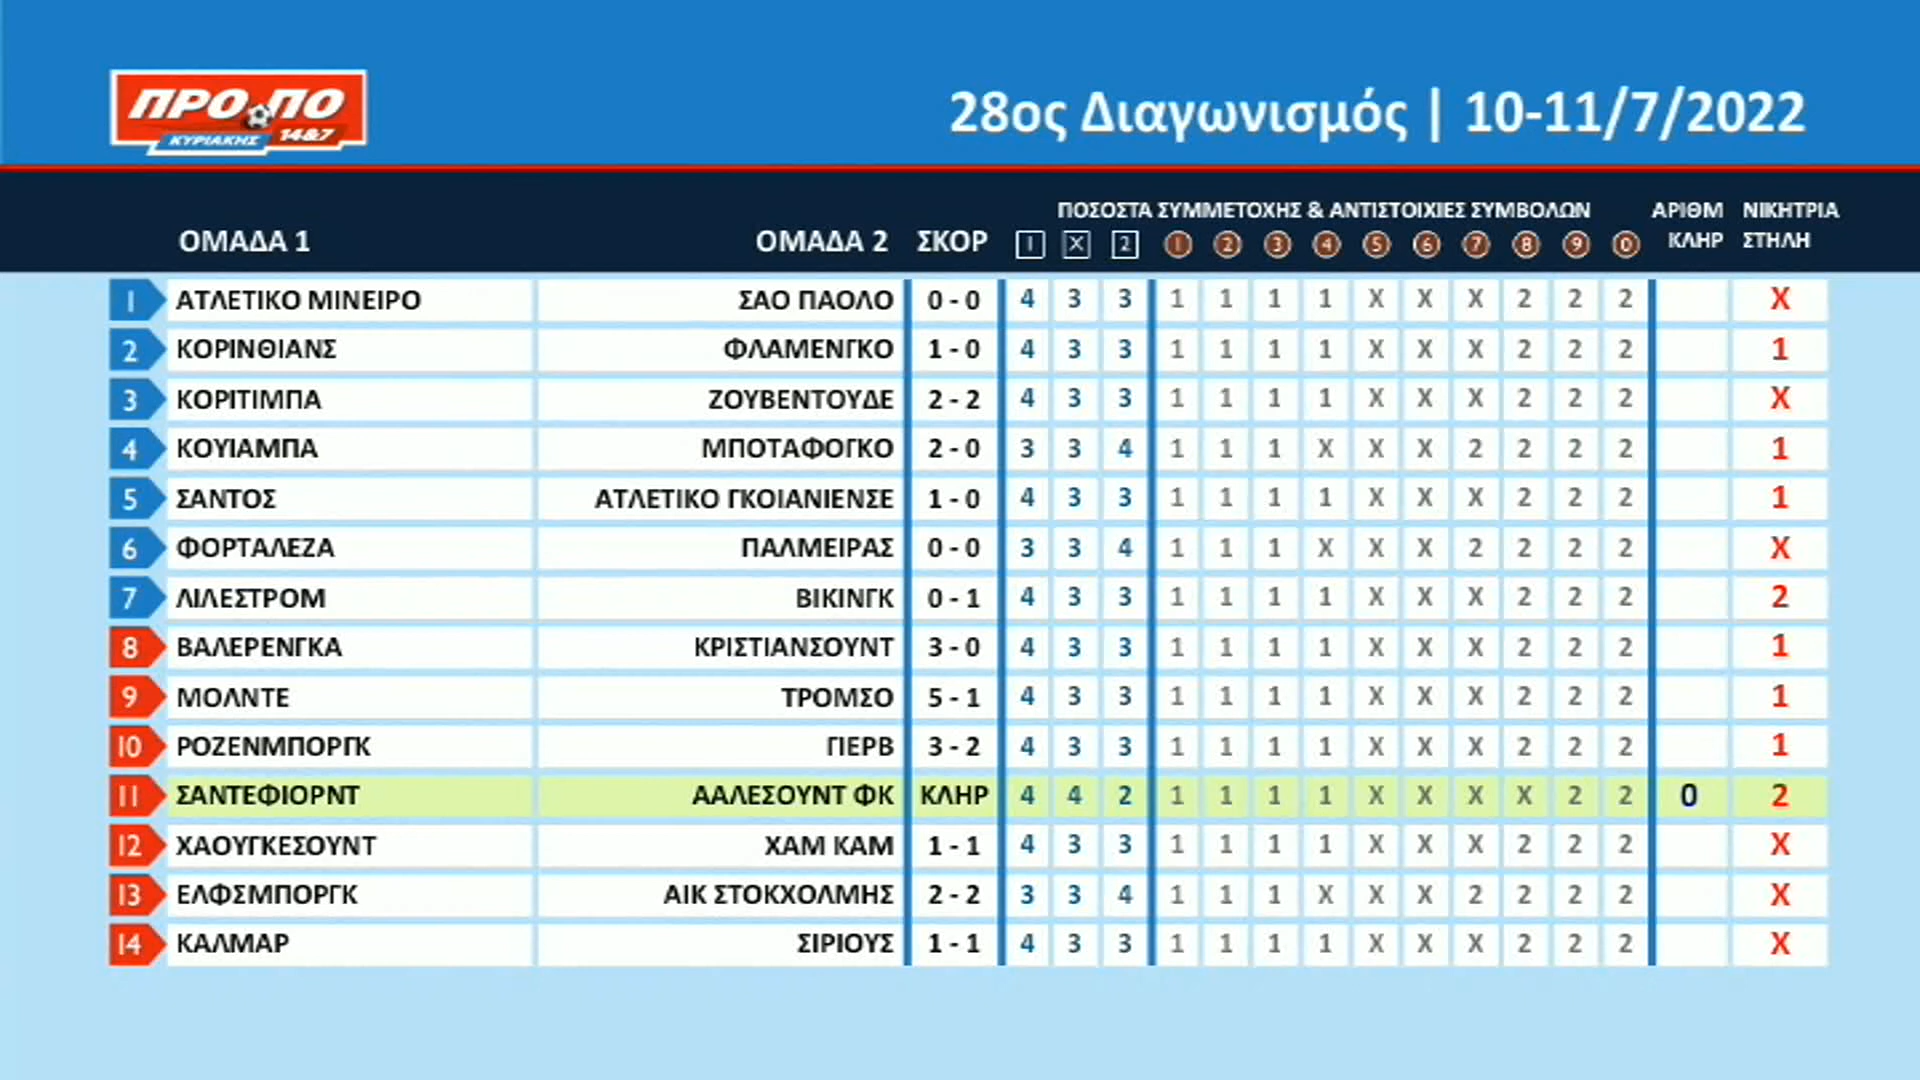 ΠΡΟΠΟ
ΚΥΡΙΑΚΗΣ 14&7
28ος Διαγωνισμός | 10-11/7/2022
ΠΟΣΟΣΤΑ ΣΥΜΜΕΤΟΧΗΣ & ΑΝΤΙΣΤΟΙΧΙΕΣ ΣΥΜΒΟΛΩΝ ΑΡΙΘΜ ΝΙΚΗΤΡΙΑ
ΟΜΑΔΑ 1 ΟΜΑΔΑ 2 ΣΚΟΡ 1 X 2 1 2 3 4 5 6 7 8 9 0 ΚΛΗΡ ΣΤΗΛΗ
1 ΑΤΛΕΤΙΚΟ ΜΙΝΕΙΡΟ ΣΑΟ ΠΑΟΛΟ 0 - 0 4 3 3 1 1 1 1 X X X 2 2 2 X
2 ΚΟΡΙΝΘΙΑΝΣ ΦΛΑΜΕΝΓΚΟ 1 - 0 4 3 3 1 1 1 1 X X X 2 2 2 1
3 ΚΟΡΙΤΙΜΠΑ ΖΟΥΒΕΝΤΟΥΔΕ 2 - 2 4 3 3 1 1 1 1 X X X 2 2 2 X
4 ΚΟΥΙΑΜΠΑ ΜΠΟΤΑΦΟΓΚΟ 2 - 0 3 3 4 1 1 1 X X X 2 2 2 2 1
5 ΣΑΝΤΟΣ ΑΤΛΕΤΙΚΟ ΓΚΟΙΑΝΙΕΝΣΕ 1 - 0 4 3 3 1 1 1 1 X X X 2 2 2 1
6 ΦΟΡΤΑΛΕΖΑ ΠΑΛΜΕΙΡΑΣ 0 - 0 3 3 4 1 1 1 X X X 2 2 2 2 X
7 ΛΙΛΕΣΤΡΟΜ ΒΙΚΙΝΓΚ 0 - 1 4 3 3 1 1 1 1 X X X 2 2 2 2
8 ΒΑΛΕΡΕΝΓΚΑ ΚΡΙΣΤΙΑΝΣΟΥΝΤ 3 - 0 4 3 3 1 1 1 1 X X X 2 2 2 1
9 ΜΟΛΝΤΕ ΤΡΟΜΣΟ 5 - 1 4 3 3 1 1 1 1 X X X 2 2 2 1
10 ΡΟΖΕΝΜΠΟΡΓΚ ΓΙΕΡΒ 3 - 2 4 3 3 1 1 1 1 X X X 2 2 2 1
11 ΣΑΝΤΕΦΙΟΡΝΤ ΑΑΛΕΣΟΥΝΤ ΦΚ ΚΛΗΡ 4 4 2 1 1 1 1 X X X X 2 2 0 2
12 ΧΑΟΥΓΚΕΣΟΥΝΤ ΧΑΜ ΚΑΜ 1 - 1 4 3 3 1 1 1 1 X X X 2 2 2 X
13 ΕΛΦΣΜΠΟΡΓΚ ΑΙΚ ΣΤΟΚΧΟΛΜΗΣ 2 - 2 3 3 4 1 1 1 X X X 2 2 2 2 X
14 ΚΑΛΜΑΡ ΣΙΡΙΟΥΣ 1 - 1 4 3 3 1 1 1 1 X X X 2 2 2 X